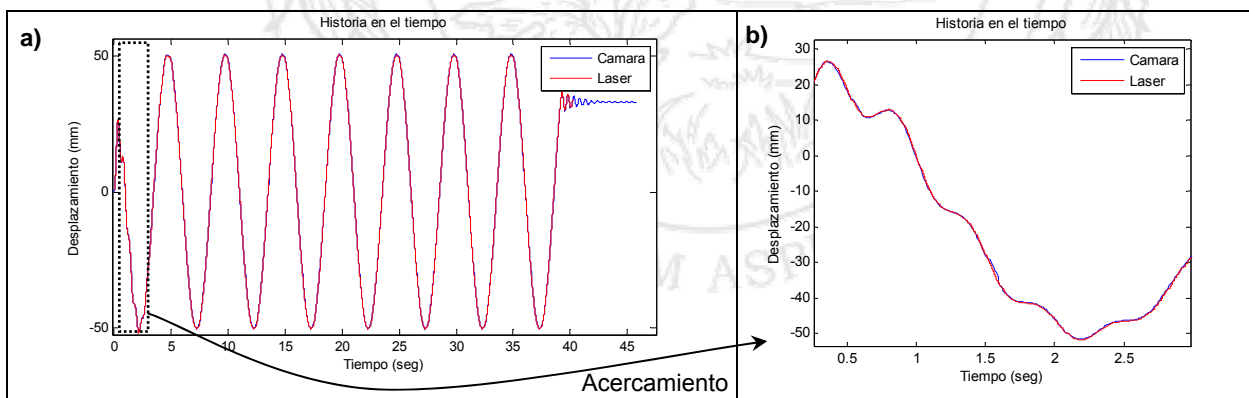 a)
Historia en el tiempo
Desplazamiento (mm)
50
0
-50
Camara
Laser
0 5 10 15 20 25 30 35 40 45
Tiempo (seg)
Acercamiento
b)
Historia en el tiempo
Desplazamiento (mm)
30
20
10
0
-10
-20
-30
-40
-50
Camara
Laser
0.5 1 1.5 2 2.5
Tiempo (seg)